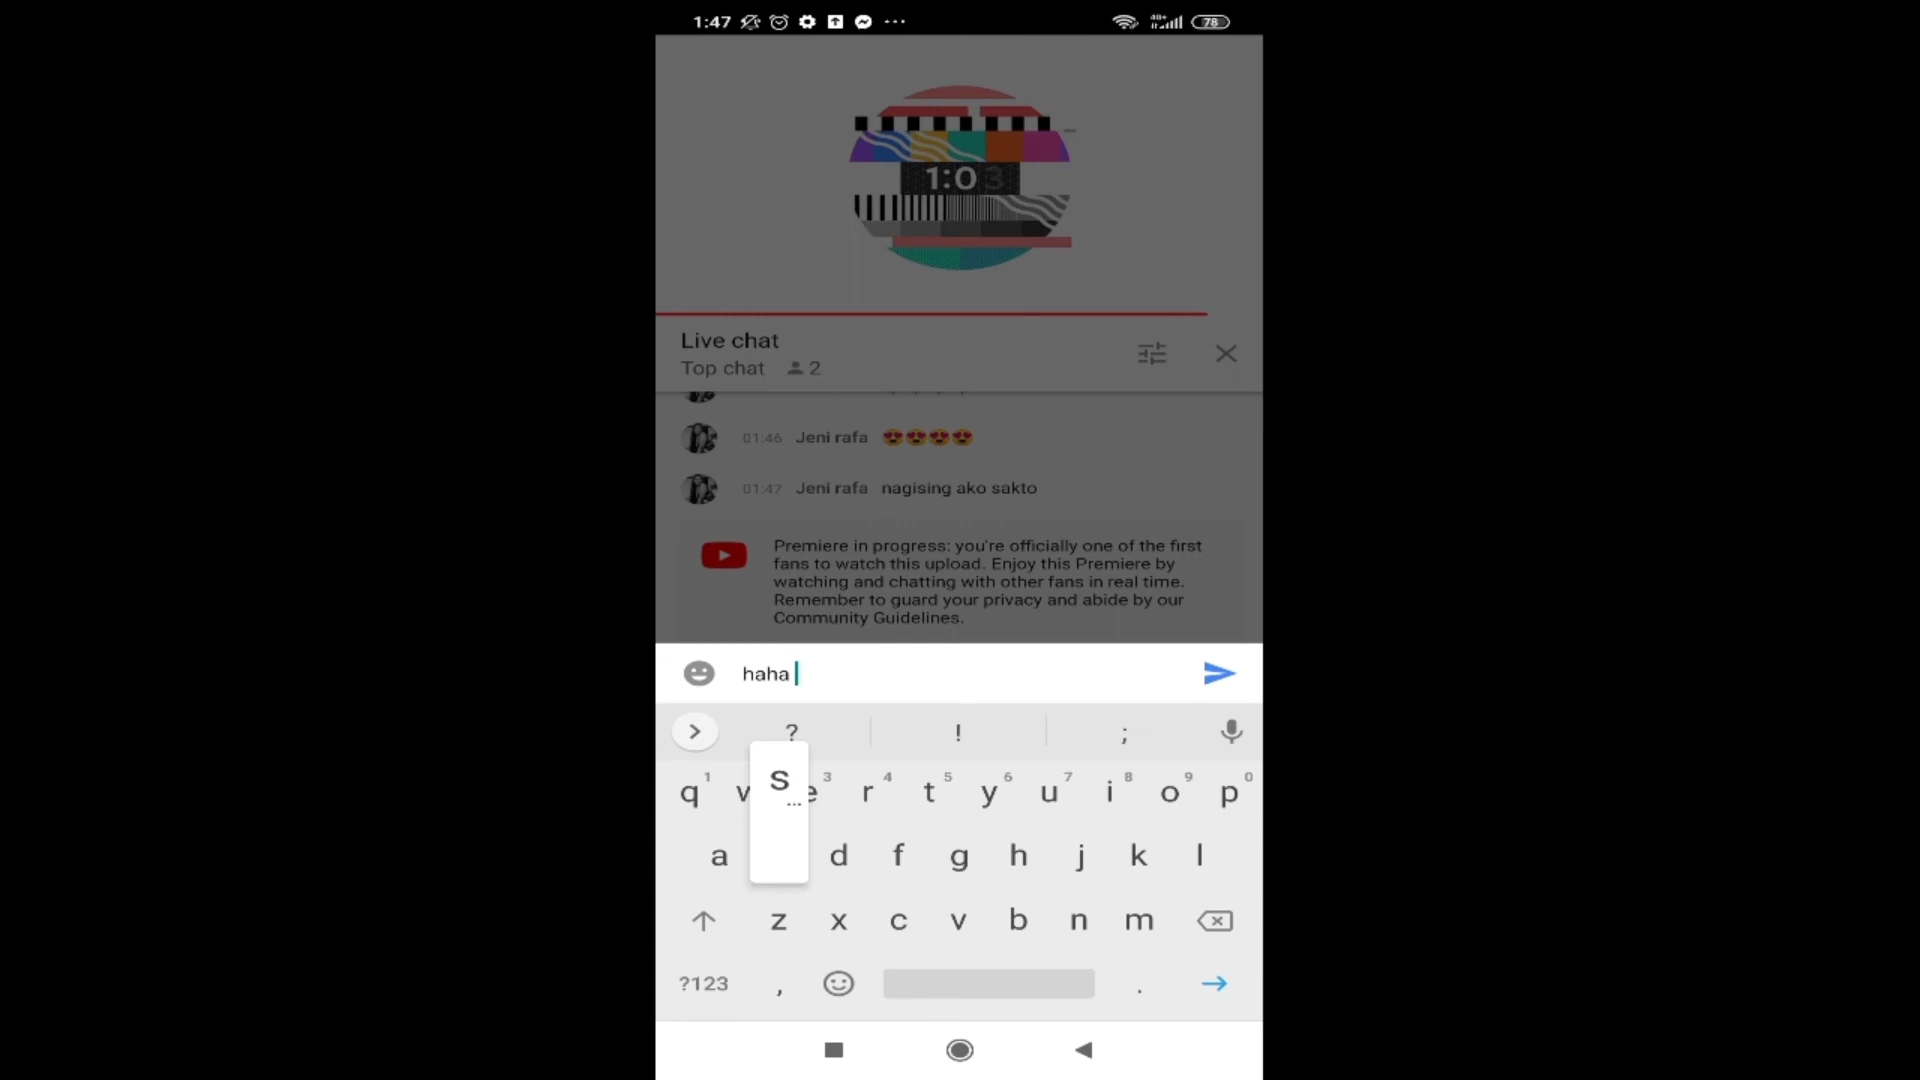 1:47
4G+
78
1:03
Live chat
Top chat 2
01:46 Jeni rafa 😍😍😍😍
01:47 Jeni rafa nagising ako sakto
Premiere in progress: you're officially one of the first
fans to watch this upload. Enjoy this Premiere by
watching and chatting with other fans in real time.
Remember to guard your privacy and abide by our
Community Guidelines.
haha
? ! ;
s
q 1 w e 3 r 4 t 5 y 6 u 7 i 8 o 9 p 0
a d f g h j k l
z x c v b n m
?123 , .